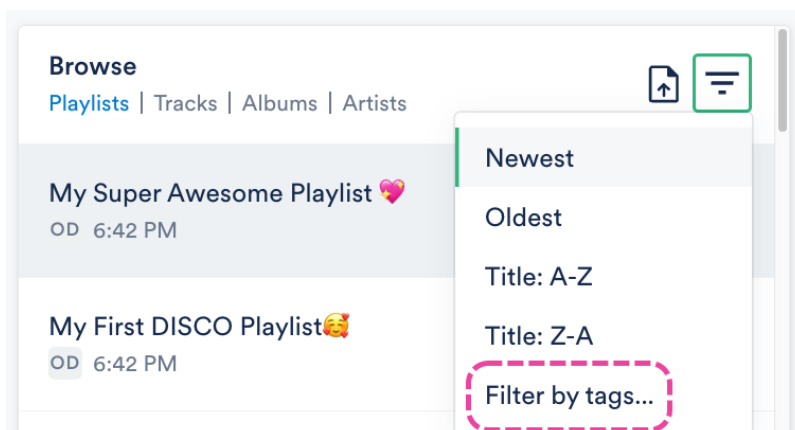 Browse
Playlists | Tracks | Albums | Artists
My Super Awesome Playlist 💖
OD 6:42 PM
My First DISCO Playlist🥰
OD 6:42 PM
Newest
Oldest
Title: A-Z
Title: Z-A
Filter by tags...